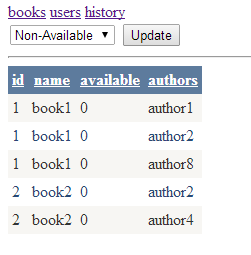 books users history
Non-Available Update
id name available authors
1 book1 0 author1
1 book1 0 author2
1 book1 0 author8
2 book2 0 author2
2 book2 0 author4